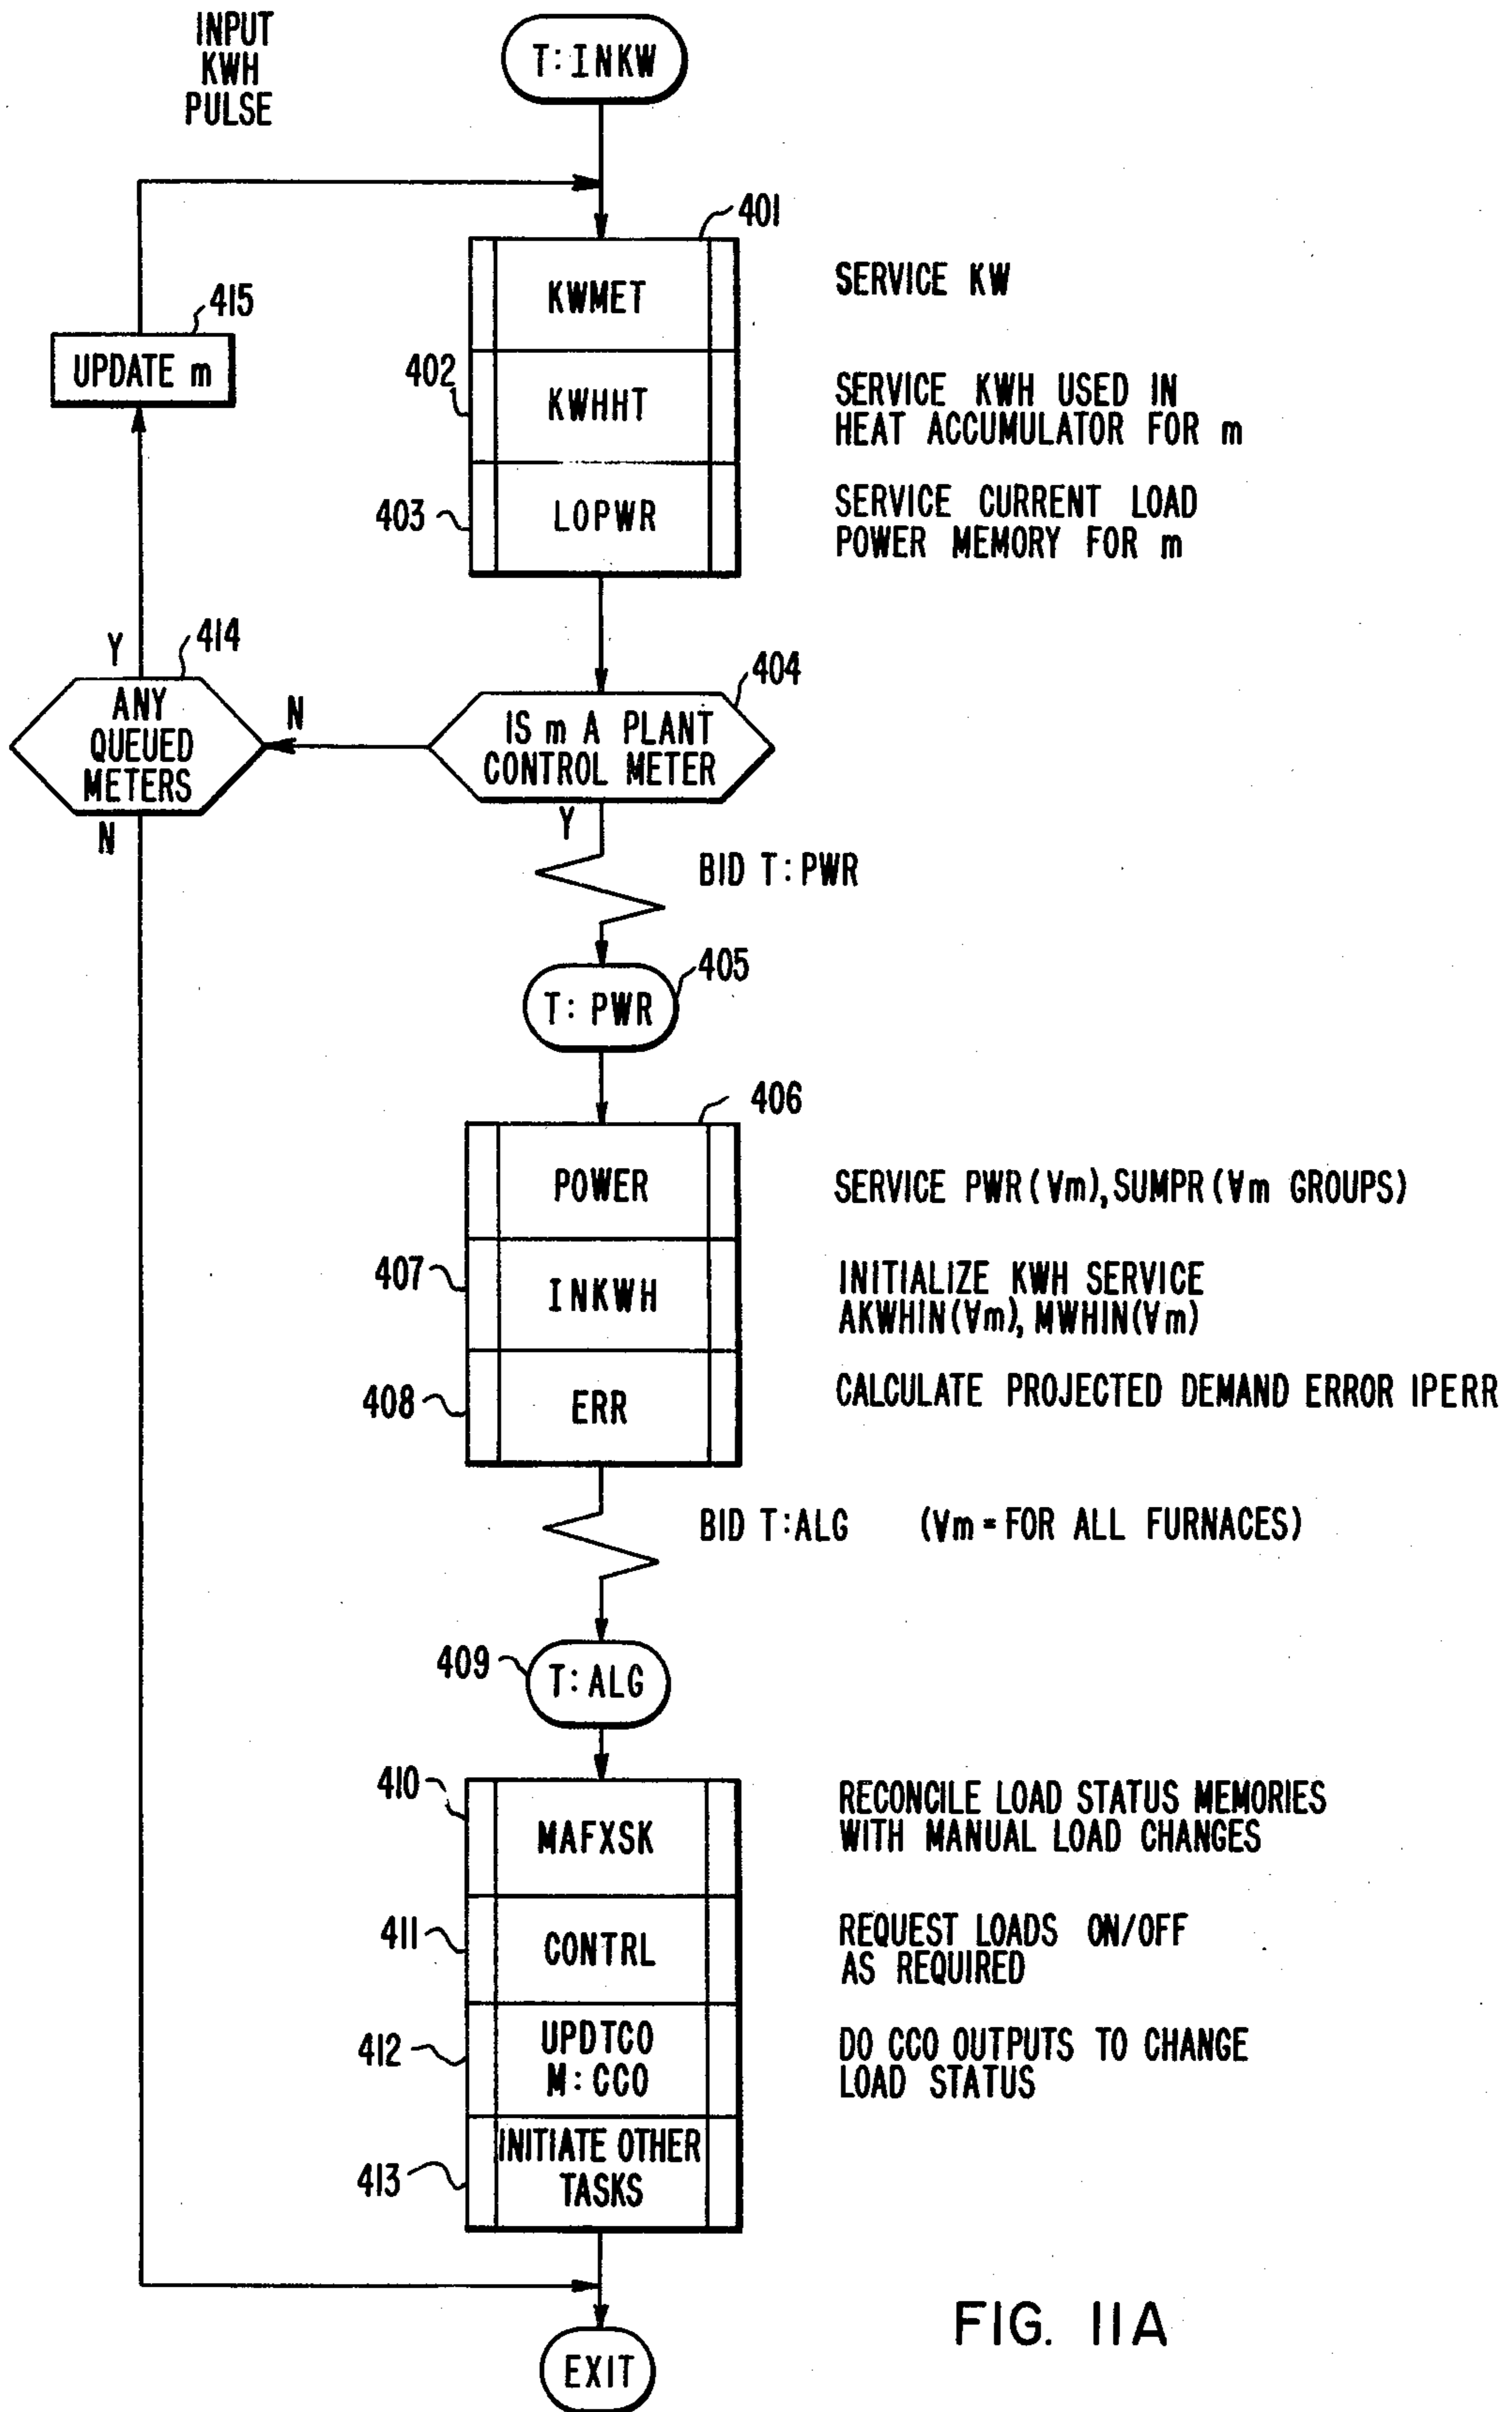 INPUT
KWH
PULSE
T: INKW
401
KWMET
SERVICE KW
415
UPDATE m
402
KWHHT
SERVICE KWH USED IN
HEAT ACCUMULATOR FOR m
403
LOPWR
SERVICE CURRENT LOAD
POWER MEMORY FOR m
Y
414
ANY
QUEUED
METERS
N
N
404
IS m A PLANT
CONTROL METER
Y
BID T: PWR
405
T: PWR
406
POWER
SERVICE PWR (∀m), SUMPR (∀m GROUPS)
407
INKWH
INITIALIZE KWH SERVICE
AKWHIN(∀m), MWHIN(∀m)
408
ERR
CALCULATE PROJECTED DEMAND ERROR IPERR
BID T:ALG (∀m = FOR ALL FURNACES)
409
T:ALG
410
MAFXSK
RECONCILE LOAD STATUS MEMORIES
WITH MANUAL LOAD CHANGES
411
CONTRL
REQUEST LOADS ON/OFF
AS REQUIRED
412
UPDTCO
M: CCO
DO CCO OUTPUTS TO CHANGE
LOAD STATUS
413
INITIATE OTHER
TASKS
EXIT
FIG. 11A